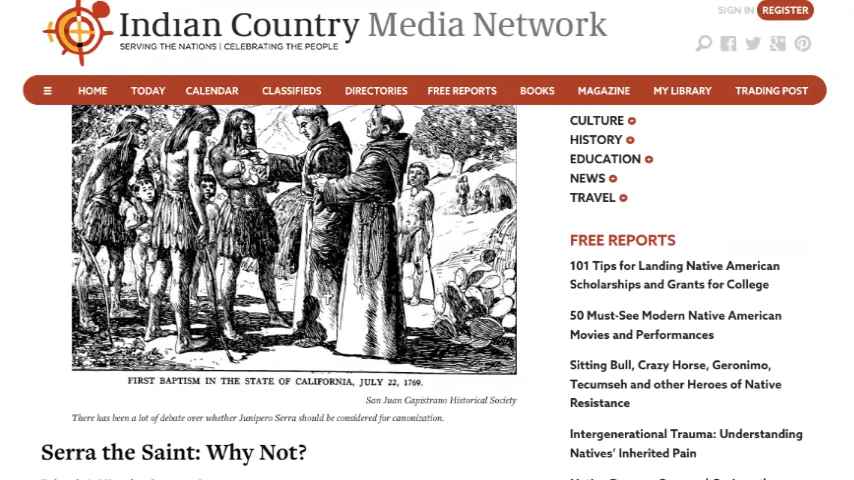 Indian Country Media Network
SERVING THE NATIONS | CELEBRATING THE PEOPLE
SIGN IN REGISTER
HOME TODAY CALENDAR CLASSIFIEDS DIRECTORIES FREE REPORTS BOOKS MAGAZINE MY LIBRARY TRADING POST
FIRST BAPTISM IN THE STATE OF CALIFORNIA, JULY 22, 1769.
San Juan Capistrano Historical Society
There has been a lot of debate over whether Junipero Serra should be considered for canonization.
Serra the Saint: Why Not?
CULTURE
HISTORY
EDUCATION
NEWS
TRAVEL
FREE REPORTS
101 Tips for Landing Native American
Scholarships and Grants for College
50 Must-See Modern Native American
Movies and Performances
Sitting Bull, Crazy Horse, Geronimo,
Tecumseh and other Heroes of Native
Resistance
Intergenerational Trauma: Understanding
Natives' Inherited Pain